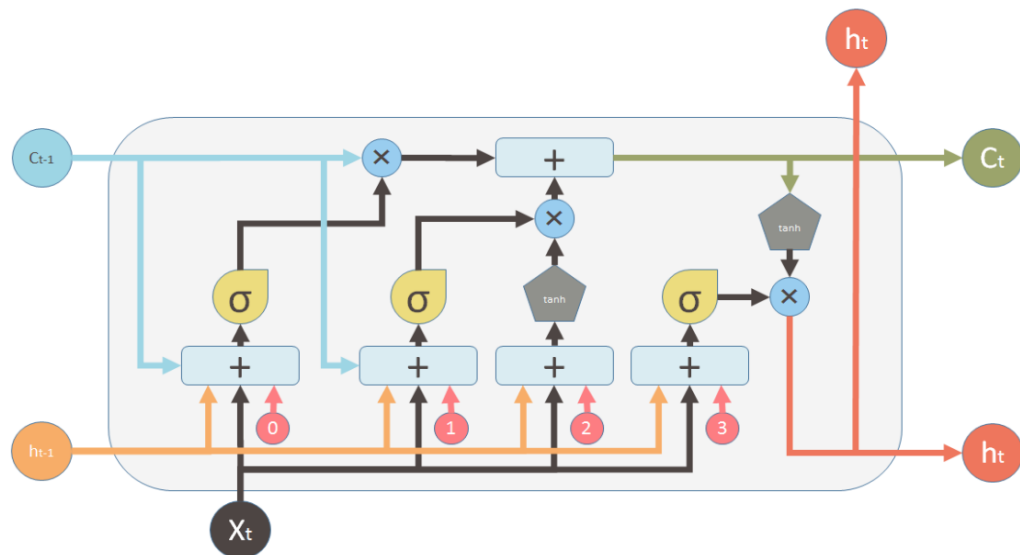 ht
Ct-1
×
+
Ct
×
tanh
σ
σ
tanh
σ
×
+
+
+
+
0
1
2
3
ht-1
ht
Xt